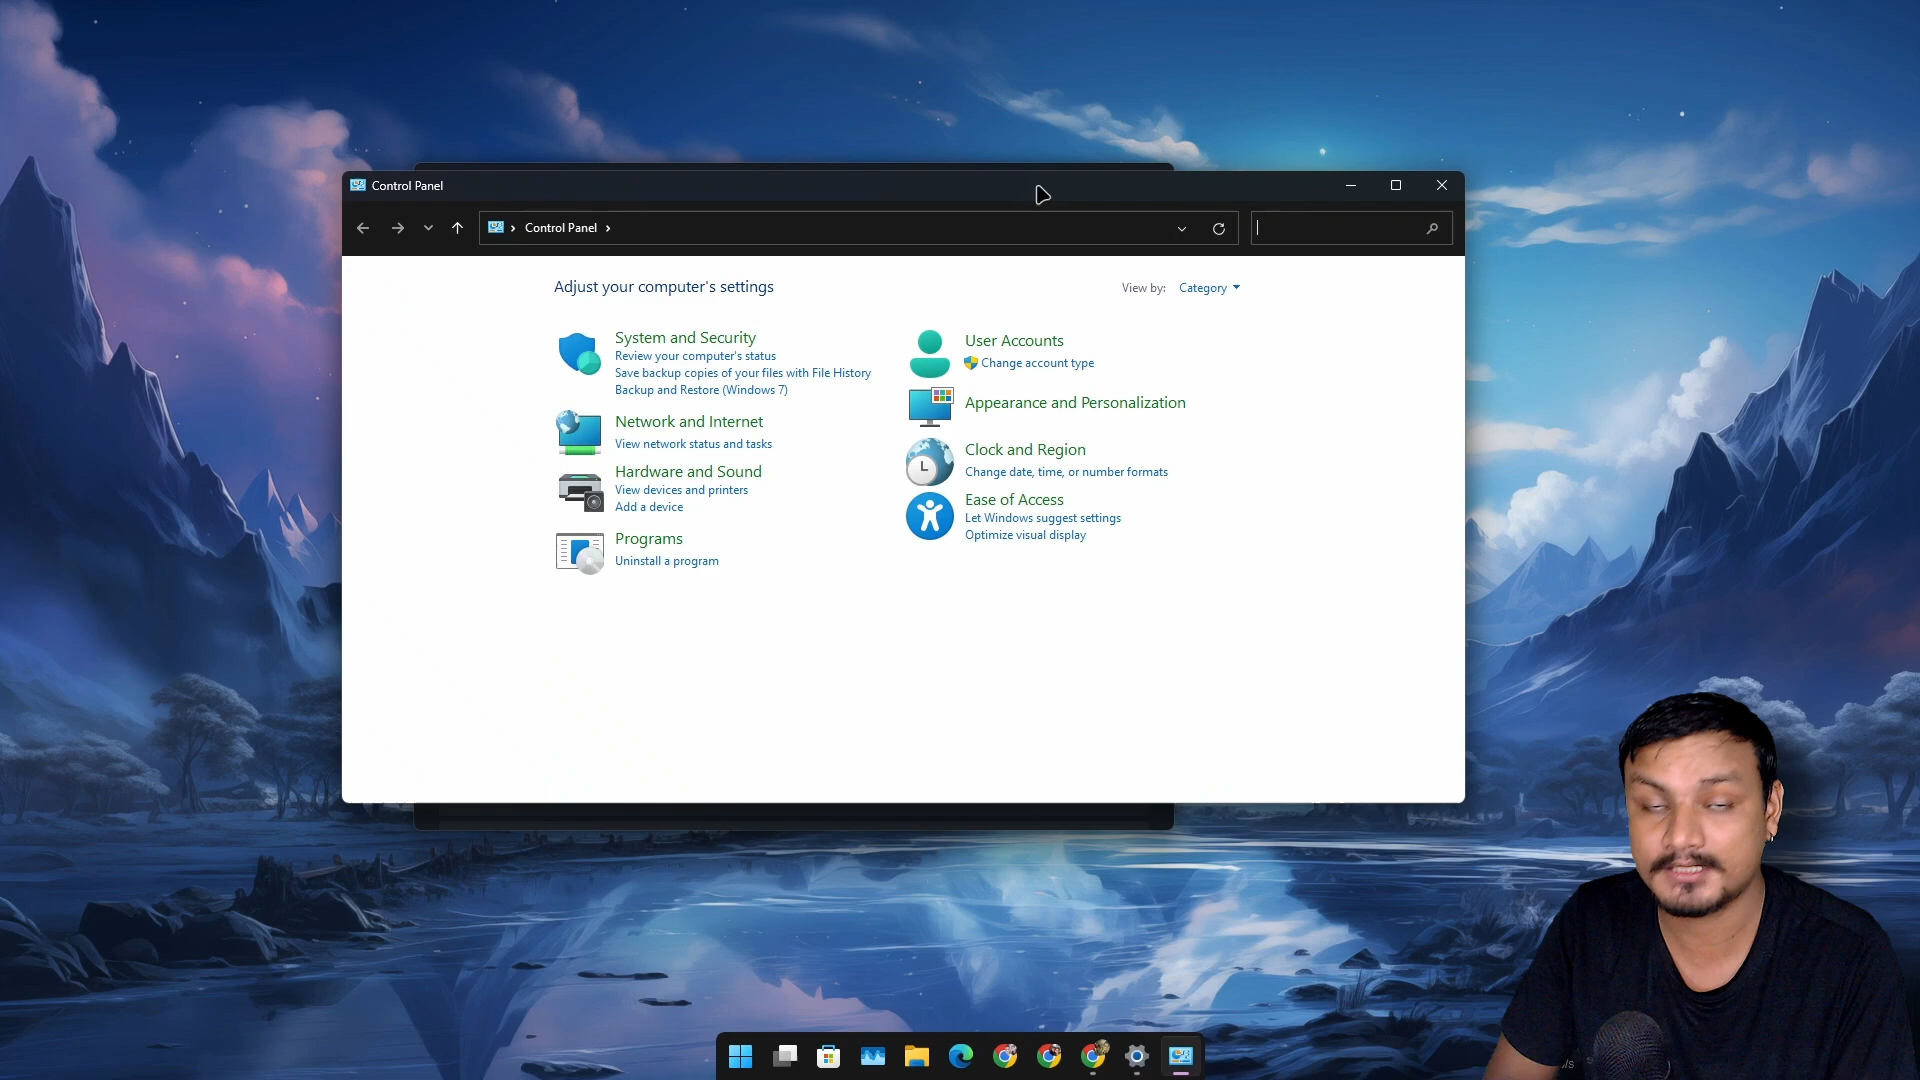 Control Panel
Control Panel
Adjust your computer's settings
View by: Category
System and Security
Review your computer's status
Save backup copies of your files with File History
Backup and Restore (Windows 7)
Network and Internet
View network status and tasks
Hardware and Sound
View devices and printers
Add a device
Programs
Uninstall a program
User Accounts
Change account type
Appearance and Personalization
Clock and Region
Change date, time, or number formats
Ease of Access
Let Windows suggest settings
Optimize visual display